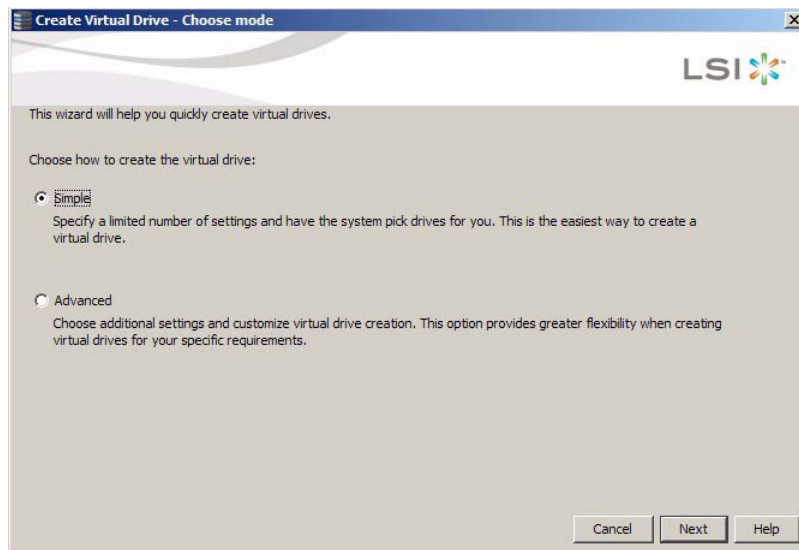 Create Virtual Drive - Choose mode
LSI
This wizard will help you quickly create virtual drives.
Choose how to create the virtual drive:
Simple
Specify a limited number of settings and have the system pick drives for you. This is the easiest way to create a
virtual drive.
Advanced
Choose additional settings and customize virtual drive creation. This option provides greater flexibility when creating
virtual drives for your specific requirements.
Cancel Next Help